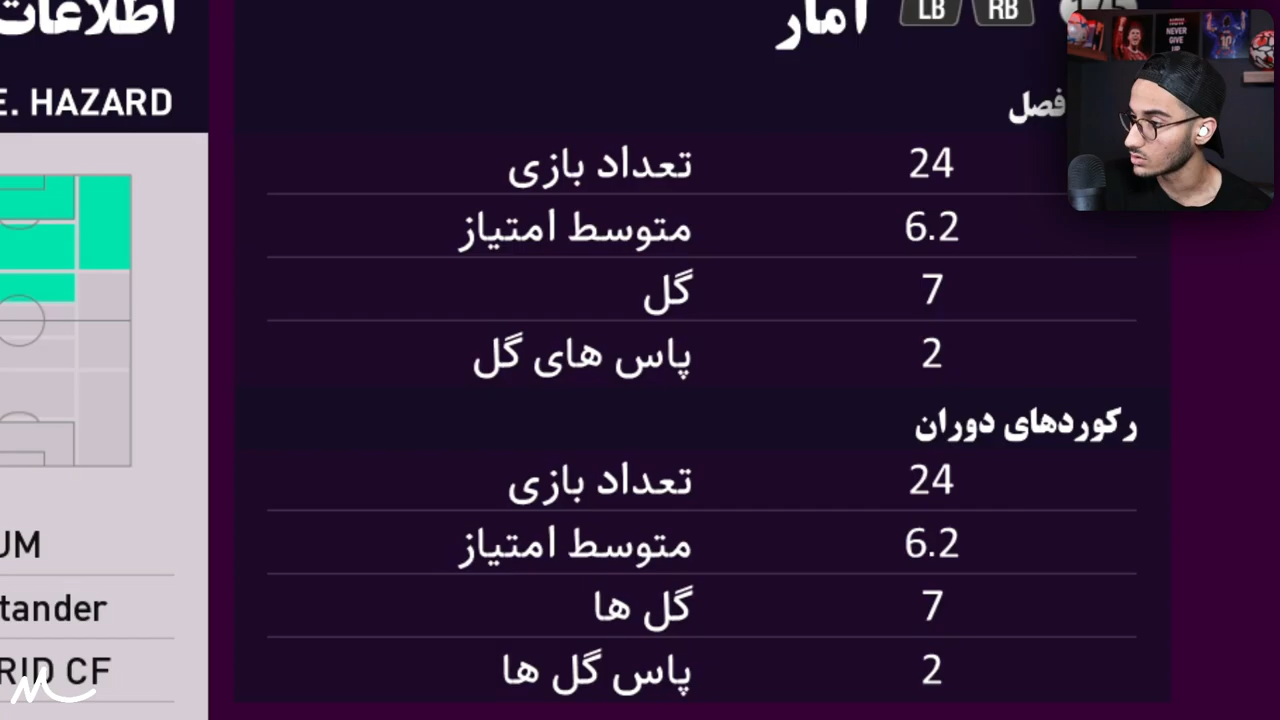 اطلاعات
E. HAZARD
آمار
LB RB
فصل
تعداد بازی 24
متوسط امتیاز 6.2
گل 7
پاس های گل 2
رکوردهای دوران
تعداد بازی 24
متوسط امتیاز 6.2
گل ها 7
پاس گل ها 2
UM
tander
RID CF
NEVER
GIVE
UP
10